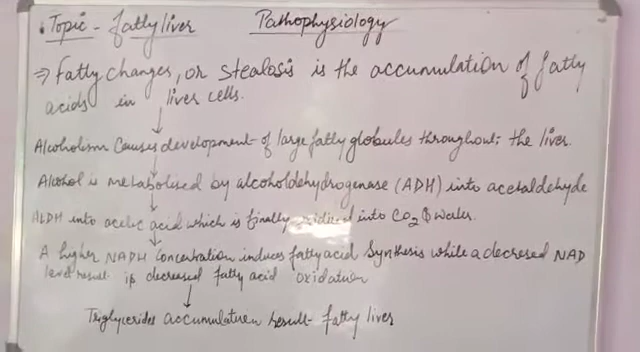 • Topic - fatty liver Pathophysiology
⇒ fatty changes, or steatosis is the accumulation of fatty
acids in liver cells.
↓
Alcoholism Causes development of large fatty globules throughout the liver.
↓
Alcohol is metabolised by alcoholdehydrogenase (ADH) into acetaldehyde
↓
ALDH into acetic acid which is finally oxidised into CO2 & water.
↓
A higher NADH Concentration induces fatty acid Synthesis while a decresed NAD
level result in decreased fatty acid oxidation
↓
Triglycerides accumulation result fatty liver